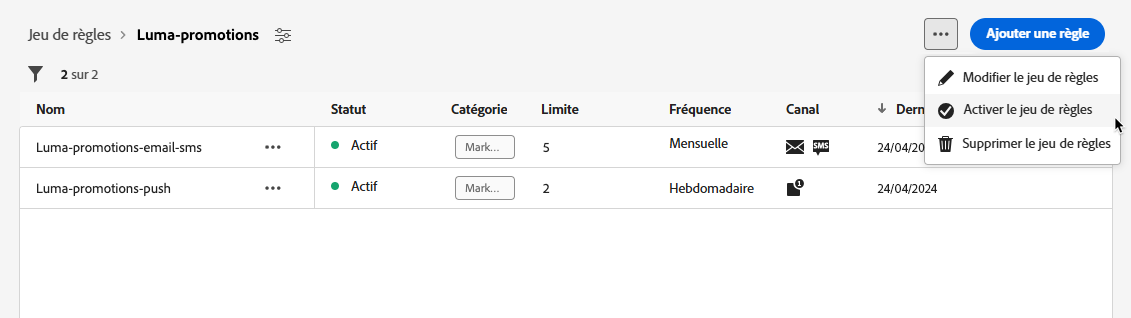 Jeu de règles > Luma-promotions
••• Ajouter une règle
2 sur 2
Modifier le jeu de règles
Activer le jeu de règles
Supprimer le jeu de règles
Nom Statut Catégorie Limite Fréquence Canal ↓ Dern
Luma-promotions-email-sms ••• Actif Mark... 5 Mensuelle SMS 24/04/20
Luma-promotions-push ••• Actif Mark... 2 Hebdomadaire 1 24/04/2024